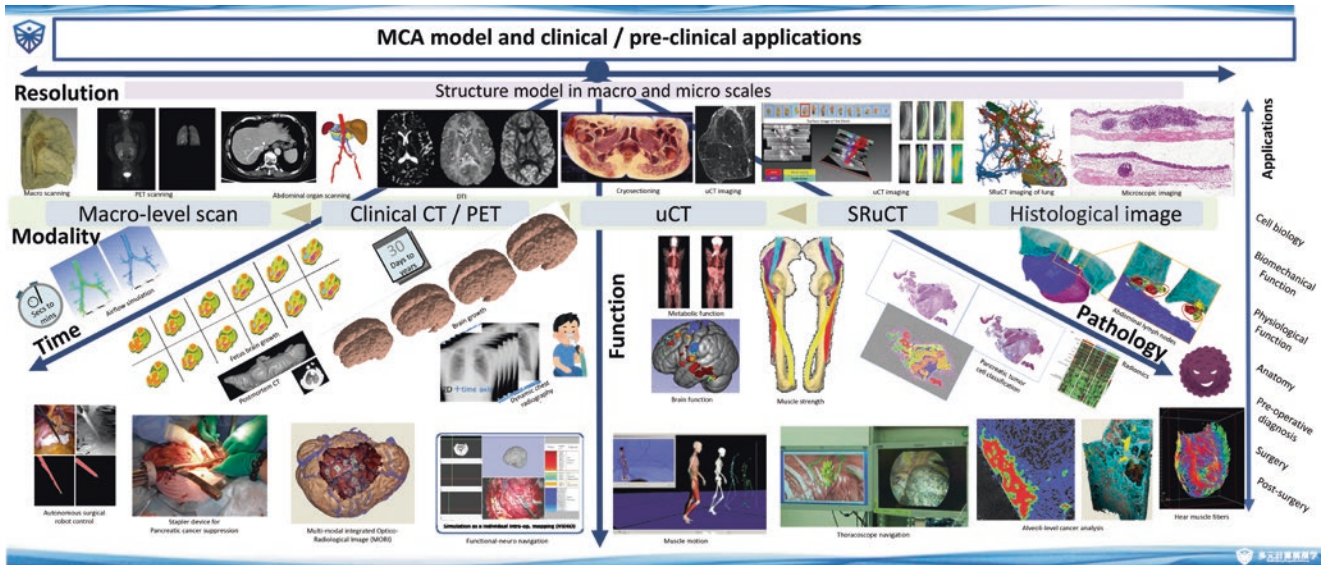 MCA model and clinical / pre-clinical applications
Resolution
Structure model in macro and micro scales
Applications
Macro scanning
PET scanning
Abdominal organ scanning
DTI
Cryosectioning
uCT imaging
Surface image of the block
uCT imaging
SRuCT imaging of lung
Microscopic imaging
Macro-level scan
Clinical CT / PET
uCT
SRuCT
Histological image
Modality
Secs to
mins
Airflow simulation
Time
Fetus brain growth
Postmortem CT
30
Days to
years
Brain growth
D +time axis
Dynamic chest
radiography
Function
Metabolic function
Brain function
Muscle strength
Pancreatic tumor
cell classification
Abdominal lymph nodes
Pathology
Radiomics
Cell biology
Biomechanical
Function
Physiological
Function
Anatomy
Pre-operative
diagnosis
Surgery
Post-surgery
Autonomous surgical
robot control
Stapler device for
Pancreatic cancer suppression
Multi-modal integrated Optico-
Radiological Image (MORI)
Functional-neuro navigation
Muscle motion
Thoracoscope navigation
Alveoli-level cancer analysis
Hear muscle fibers